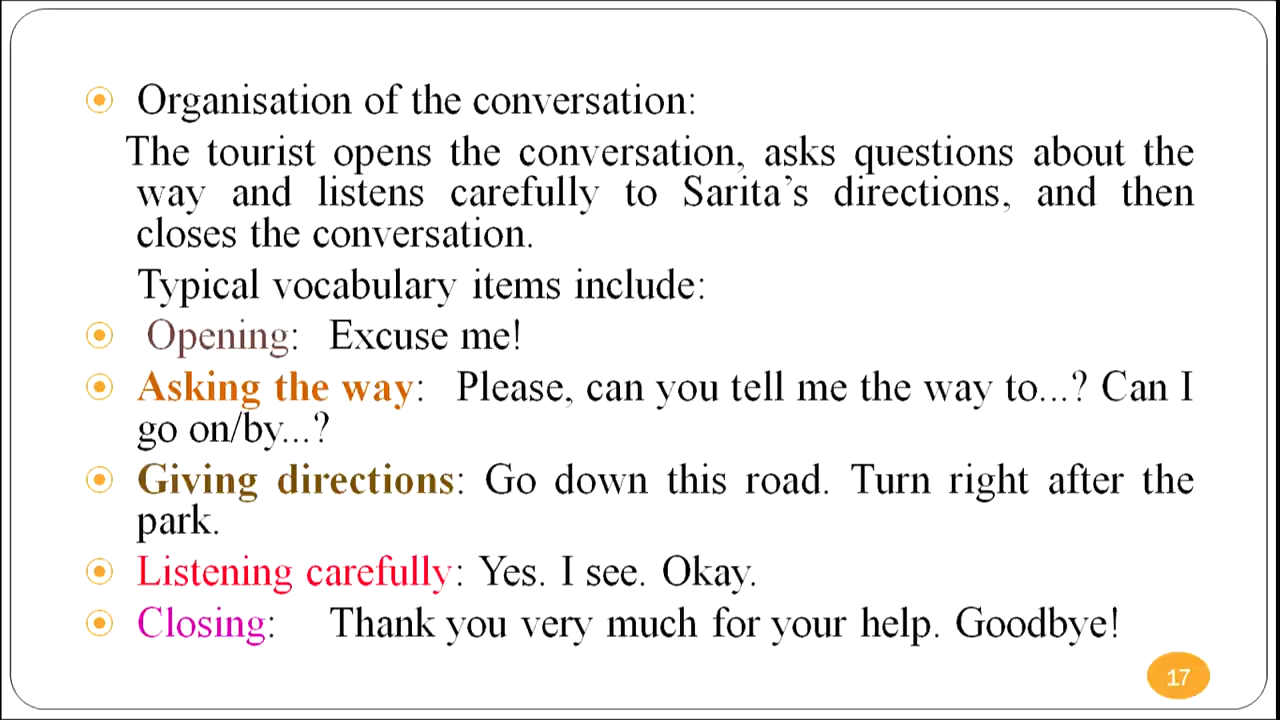 Organisation of the conversation:
The tourist opens the conversation, asks questions about the
way and listens carefully to Sarita’s directions, and then
closes the conversation.
Typical vocabulary items include:
Opening: Excuse me!
Asking the way: Please, can you tell me the way to...? Can I
go on/by...?
Giving directions: Go down this road. Turn right after the
park.
Listening carefully: Yes. I see. Okay.
Closing: Thank you very much for your help. Goodbye!
17